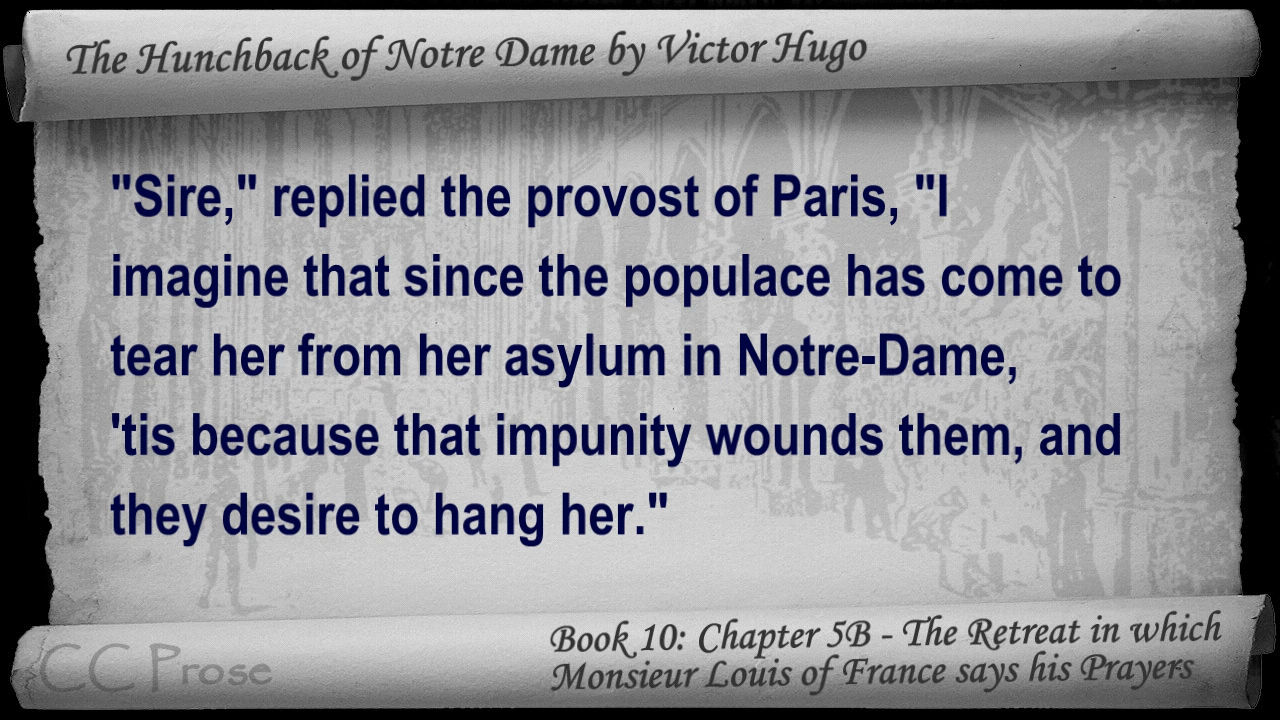 The Hunchback of Notre Dame by Victor Hugo
"Sire," replied the provost of Paris, "I
imagine that since the populace has come to
tear her from her asylum in Notre-Dame,
'tis because that impunity wounds them, and
they desire to hang her."
CC Prose
Book 10: Chapter 5B - The Retreat in which
Monsieur Louis of France says his Prayers